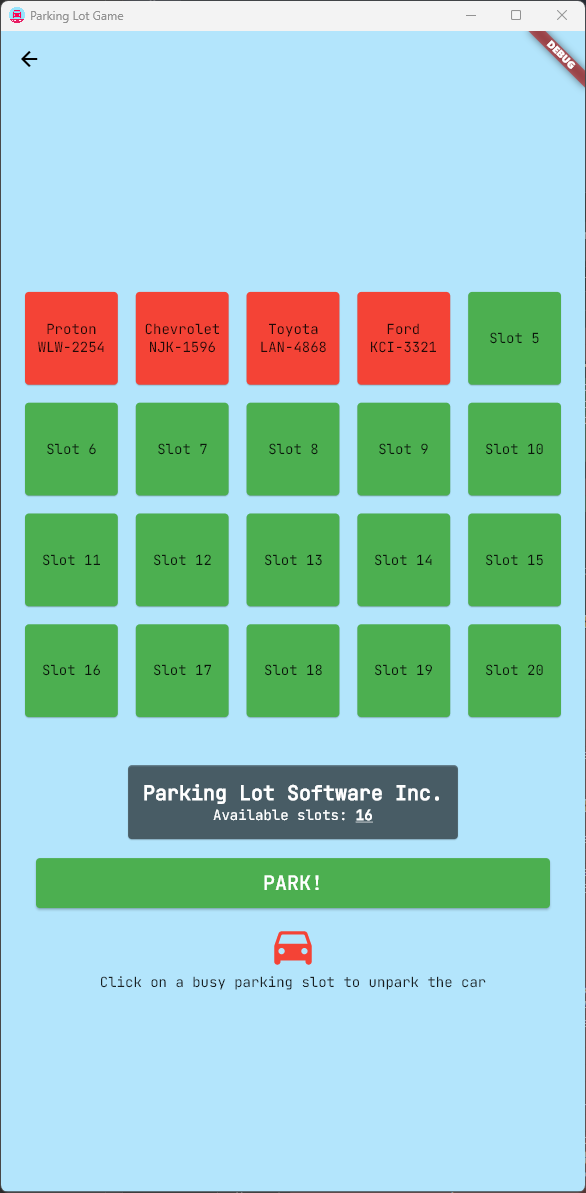 Parking Lot Game
DEBUG
Proton
WLW-2254
Chevrolet
NJK-1596
Toyota
LAN-4868
Ford
KCI-3321
Slot 5
Slot 6
Slot 7
Slot 8
Slot 9
Slot 10
Slot 11
Slot 12
Slot 13
Slot 14
Slot 15
Slot 16
Slot 17
Slot 18
Slot 19
Slot 20
Parking Lot Software Inc.
Available slots: 16
PARK!
Click on a busy parking slot to unpark the car